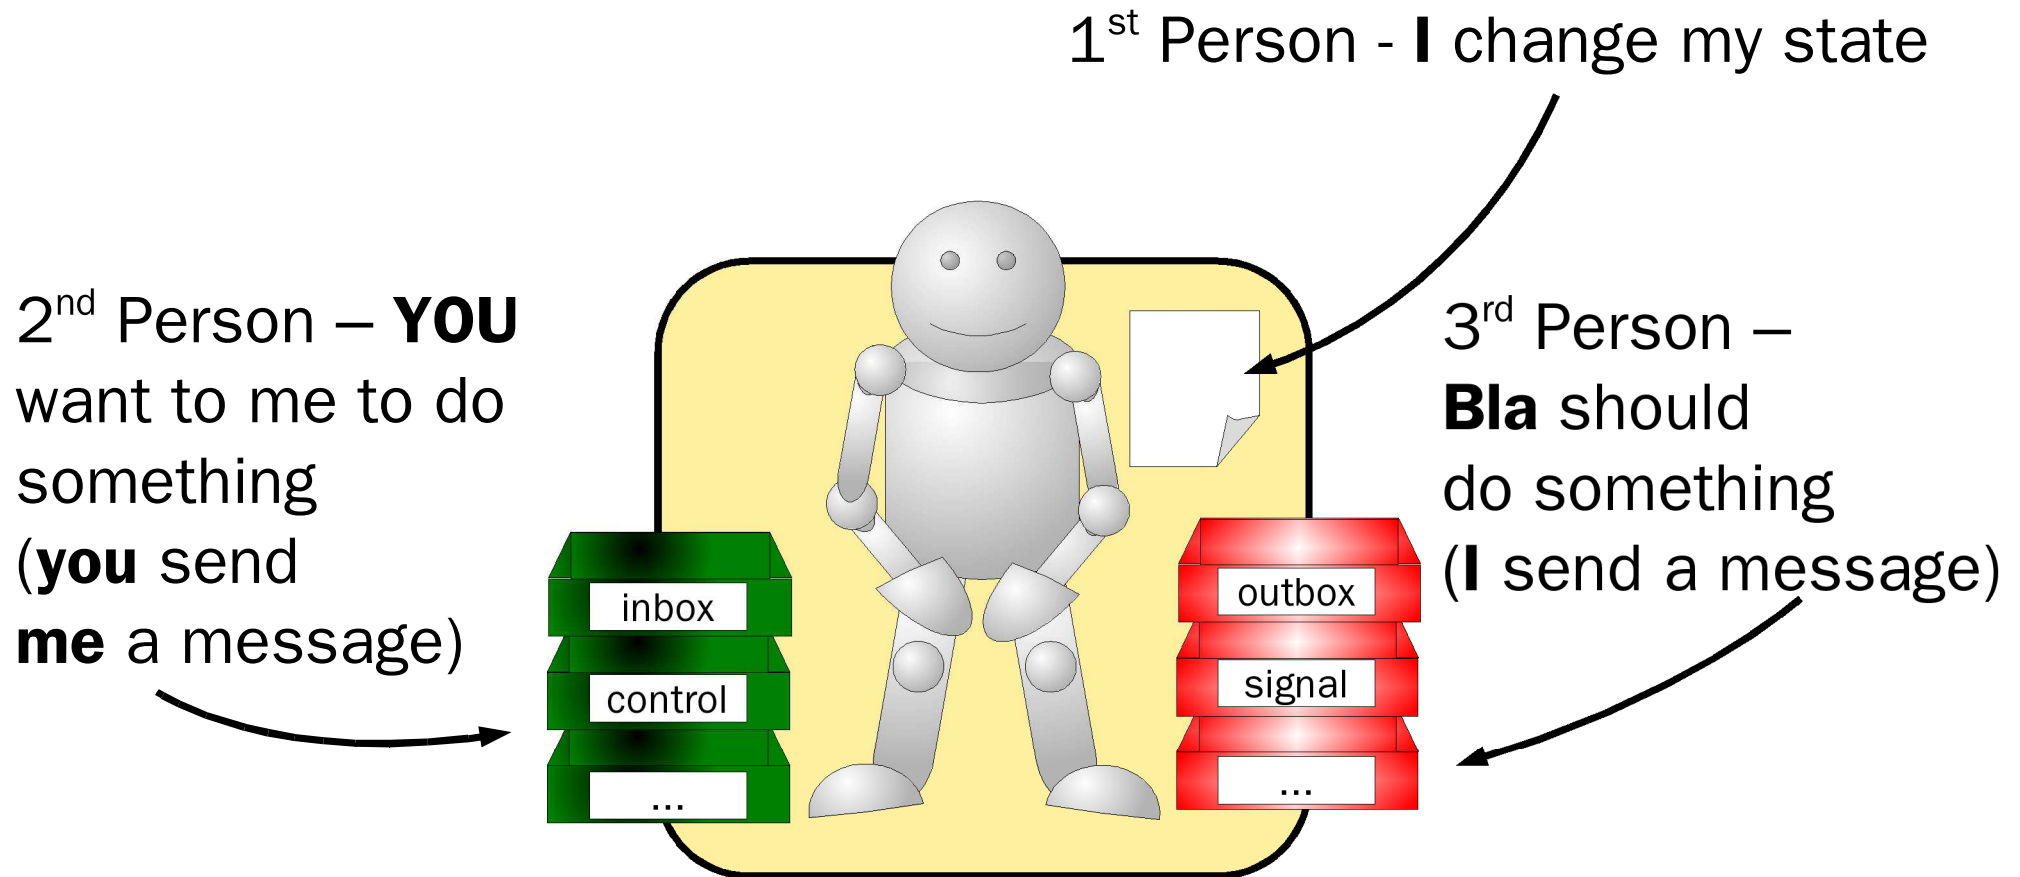 1st Person - I change my state
2nd Person – YOU
want to me to do
something
(you send
me a message)
3rd Person –
Bla should
do something
(I send a message)
inbox
control
...
outbox
signal
...